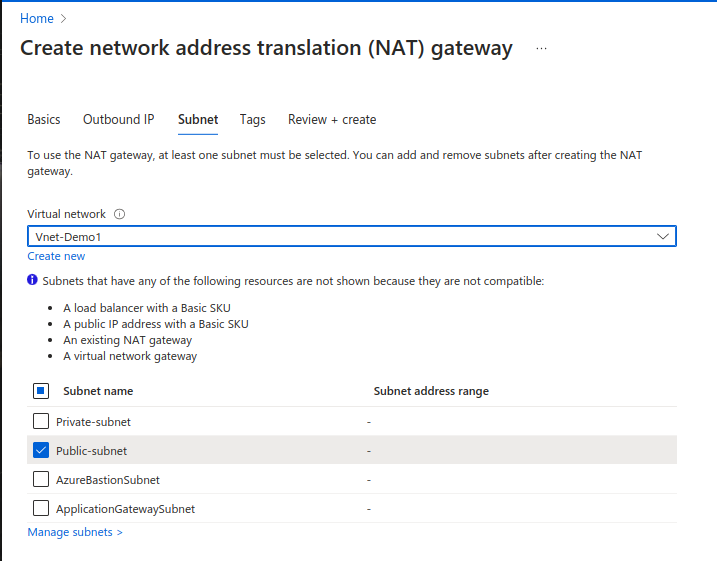 Home >
Create network address translation (NAT) gateway ...
Basics Outbound IP Subnet Tags Review + create
To use the NAT gateway, at least one subnet must be selected. You can add and remove subnets after creating the NAT
gateway.
Virtual network
Vnet-Demo1
Create new
Subnets that have any of the following resources are not shown because they are not compatible:
• A load balancer with a Basic SKU
• A public IP address with a Basic SKU
• An existing NAT gateway
• A virtual network gateway
Subnet name Subnet address range
Private-subnet -
Public-subnet -
AzureBastionSubnet -
ApplicationGatewaySubnet -
Manage subnets >